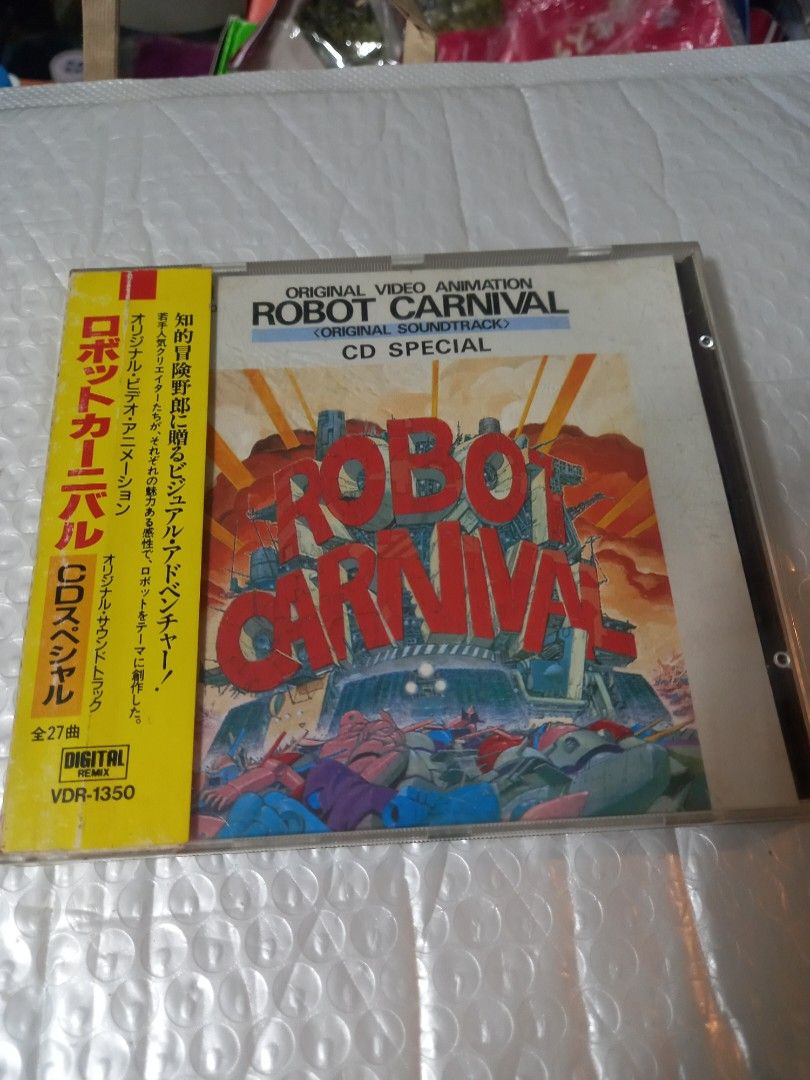 ORIGINAL VIDEO ANIMATION
ROBOT CARNIVAL
<ORIGINAL SOUNDTRACK>
CD SPECIAL
ROBOT
CARNIVAL
知的冒険野郎に贈るビジュアル・アドベンチャー!
若手人気クリエイターたちが、それぞれの魅力ある感性で、ロボットをテーマに創作した。
オリジナル・ビデオ・アニメーション
ロボットカーニバル
オリジナル・サウンドトラック
CDスペシャル
全27曲
DIGITAL
REMIX
VDR-1350